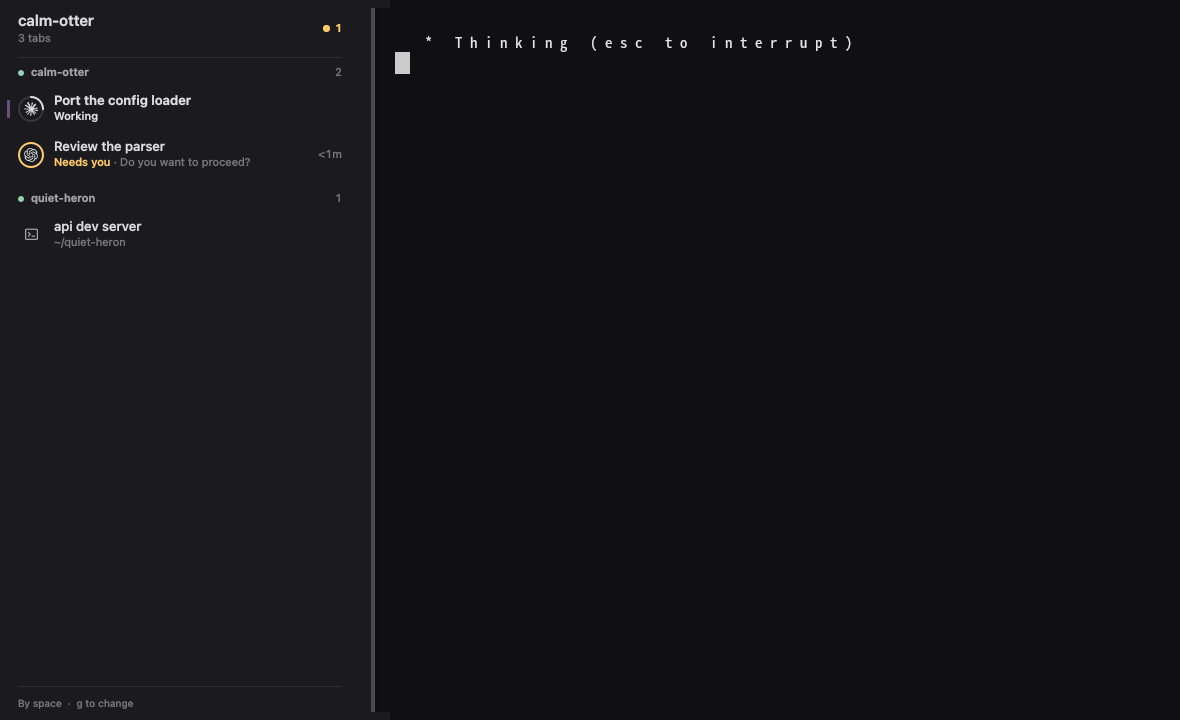 calm-otter
1
3 tabs
calm-otter 2
Port the config loader
Working
Review the parser
Needs you · Do you want to proceed? <1m
quiet-heron 1
api dev server
~/quiet-heron
By space · g to change
* Thinking (esc to interrupt)